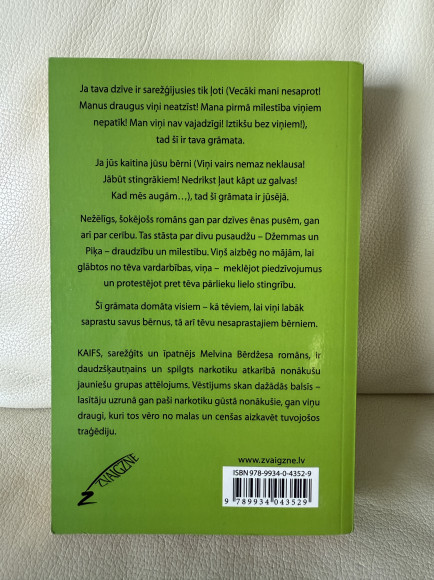 Ja tava dzīve ir sarežģījusies tik ļoti (Vecāki mani nesaprot!
Manus draugus viņi neatzīst! Mana pirmā mīlestība viņiem
nepatīk! Man viņi nav vajadzīgi! Iztikšu bez viņiem!),
tad šī ir tava grāmata.
Ja jūs kaitina jūsu bērni (Viņi vairs nemaz neklausa!
Jābūt stingrākiem! Nedrīkst ļaut kāpt uz galvas!
Kad mēs augām...), tad šī grāmata ir jūsējā.
Nežēlīgs, šokējošs romāns gan par dzīves ēnas pusēm, gan
arī par cerību. Tas stāsta par divu pusaudžu – Džemmas un
Piķa – draudzību un mīlestību. Viņš aizbēg no mājām, lai
glābtos no tēva vardarbības, viņa – meklējot piedzīvojumus
un protestējot pret tēva pārlieku lielo stingrību.
Šī grāmata domāta visiem – kā tēviem, lai viņi labāk
saprastu savus bērnus, tā arī tēvu nesaprastajiem bērniem.
KAIFS, sarežģīts un īpatnējs Melvina Bērdžesa romāns, ir
daudzšķautņains un spilgts narkotiku atkarībā nonākušu
jauniešu grupas attēlojums. Vēstījums skan dažādās balsīs –
lasītāju uzrunā gan paši narkotiku gūstā nonākušie, gan viņu
draugi, kuri tos vēro no malas un cenšas aizkavēt tuvojošos
traģēdiju.
ZVAIGZNE
www.zvaigzne.lv
ISBN 978-9934-0-4352-9
9 789934 043529